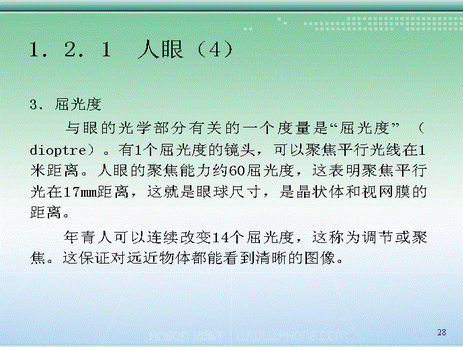 1．2．1　人眼（4）
3．屈光度
与眼的光学部分有关的一个度量是“屈光度”（
dioptre）。有1个屈光度的镜头，可以聚焦平行光线在1
米距离。人眼的聚焦能力约60屈光度，这表明聚焦平行
光在17mm距离，这就是眼球尺寸，是晶状体和视网膜的
距离。
年青人可以连续改变14个屈光度，这称为调节或聚
焦。这保证对远近物体都能看到清晰的图像。
28